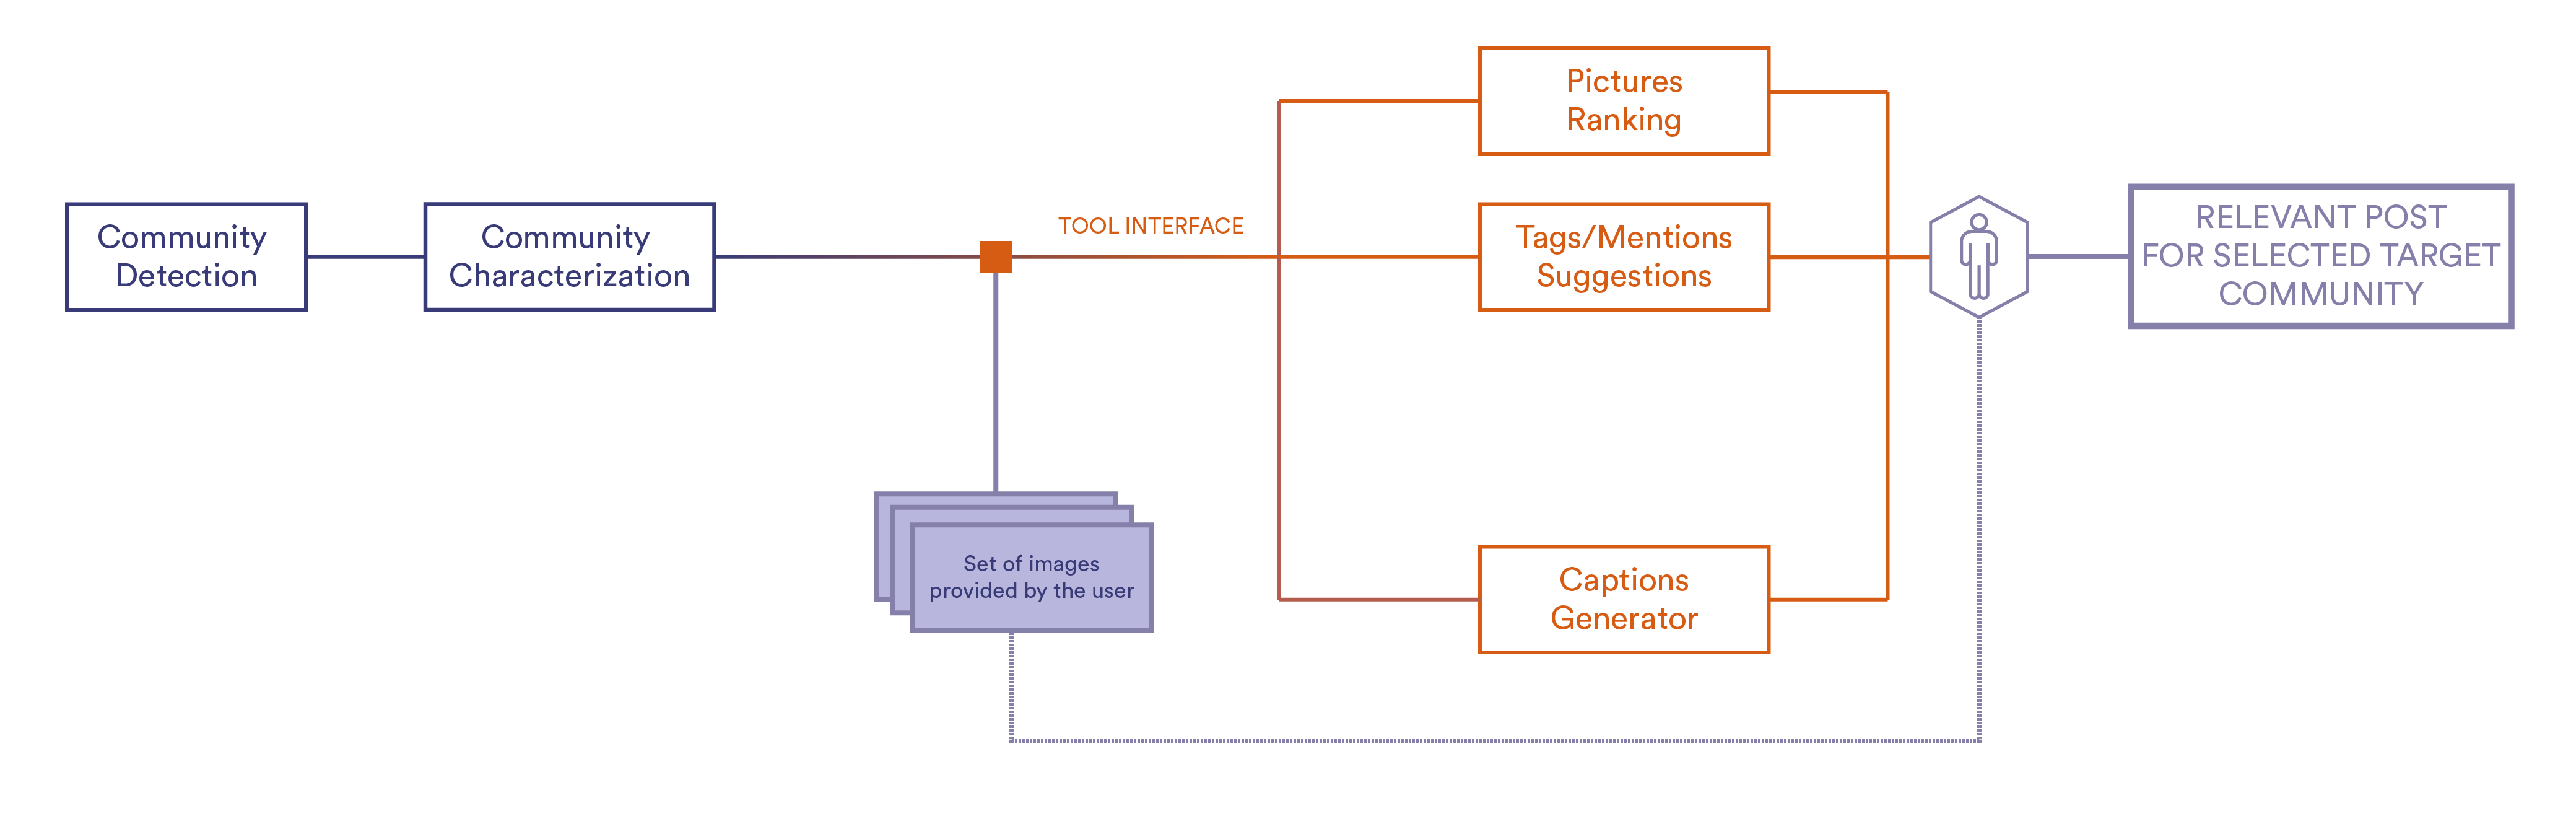 Community
Detection
Community
Characterization
TOOL INTERFACE
Pictures
Ranking
Tags/Mentions
Suggestions
Captions
Generator
Set of images
provided by the user
RELEVANT POST
FOR SELECTED TARGET
COMMUNITY